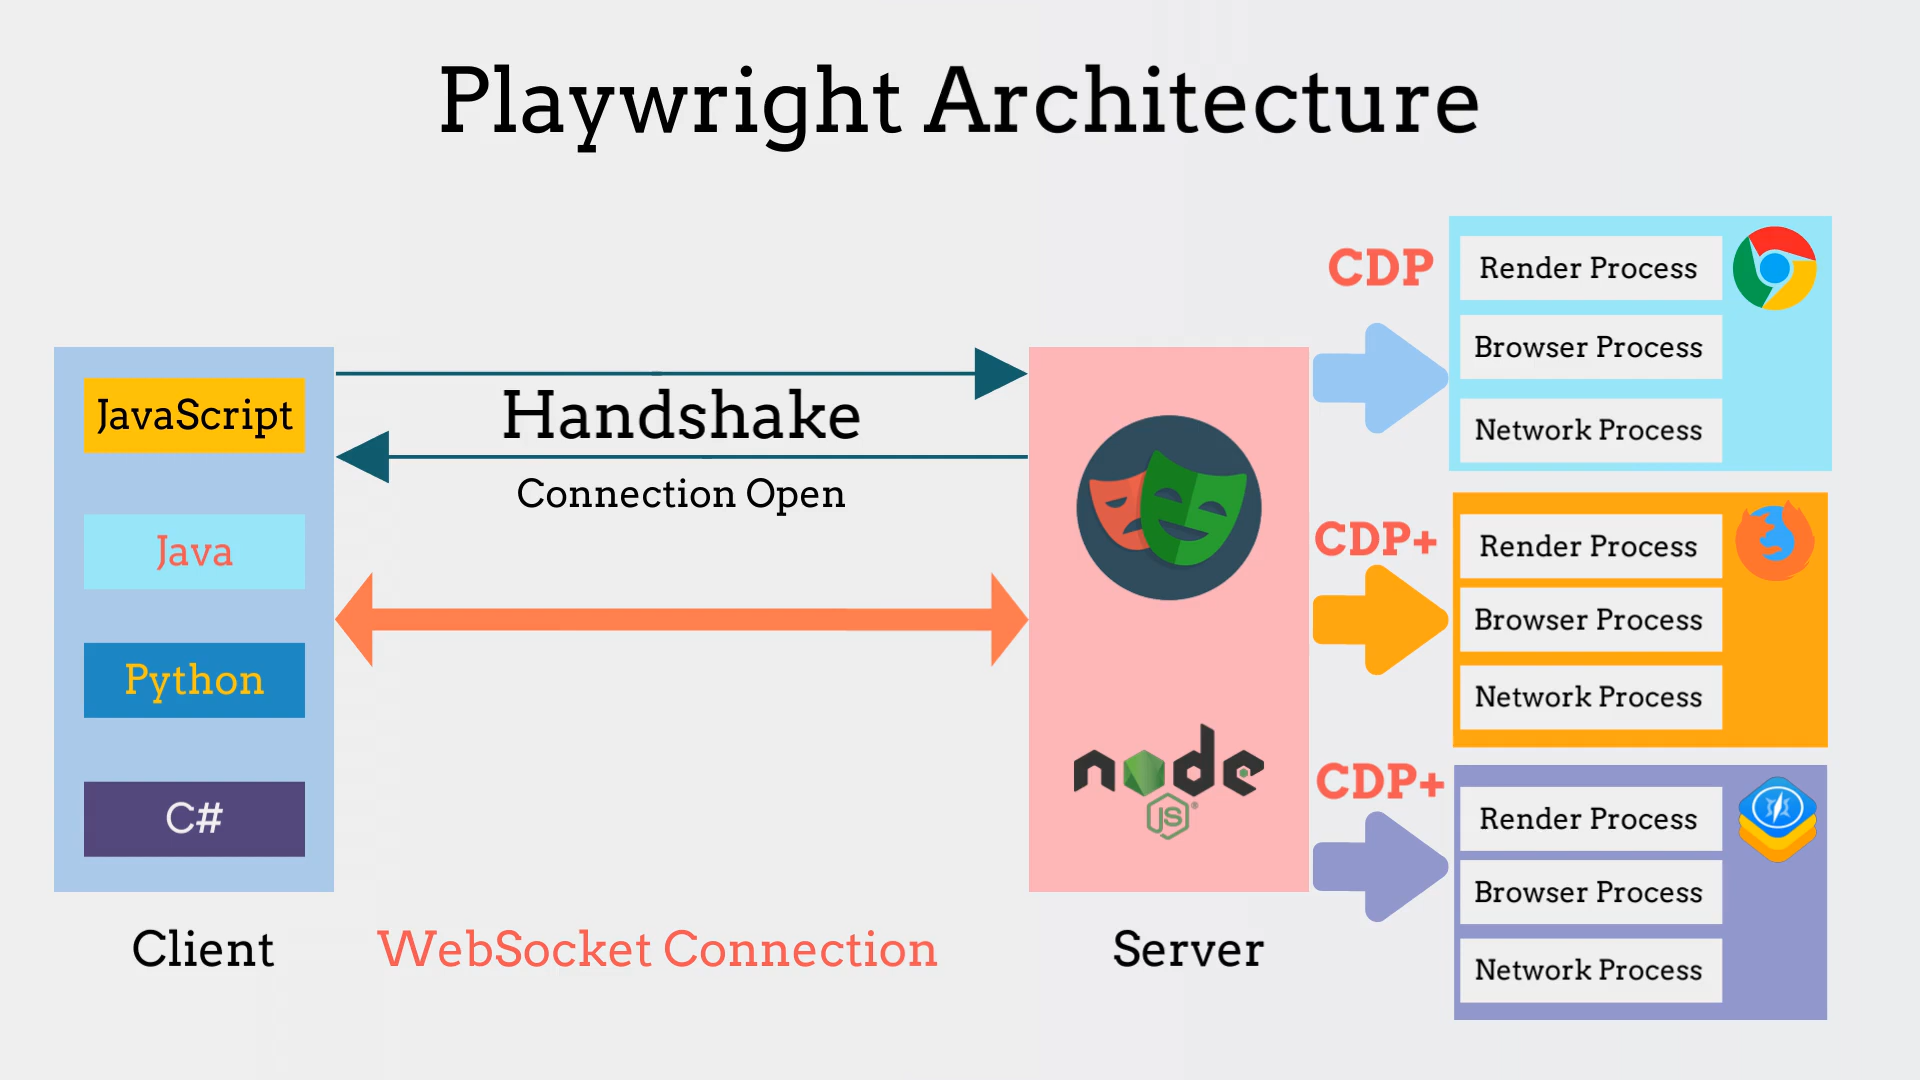 Playwright Architecture
JavaScript
Java
Python
C#
Client
Handshake
Connection Open
WebSocket Connection
node
JS
Server
CDP
Render Process
Browser Process
Network Process
CDP+
Render Process
Browser Process
Network Process
CDP+
Render Process
Browser Process
Network Process